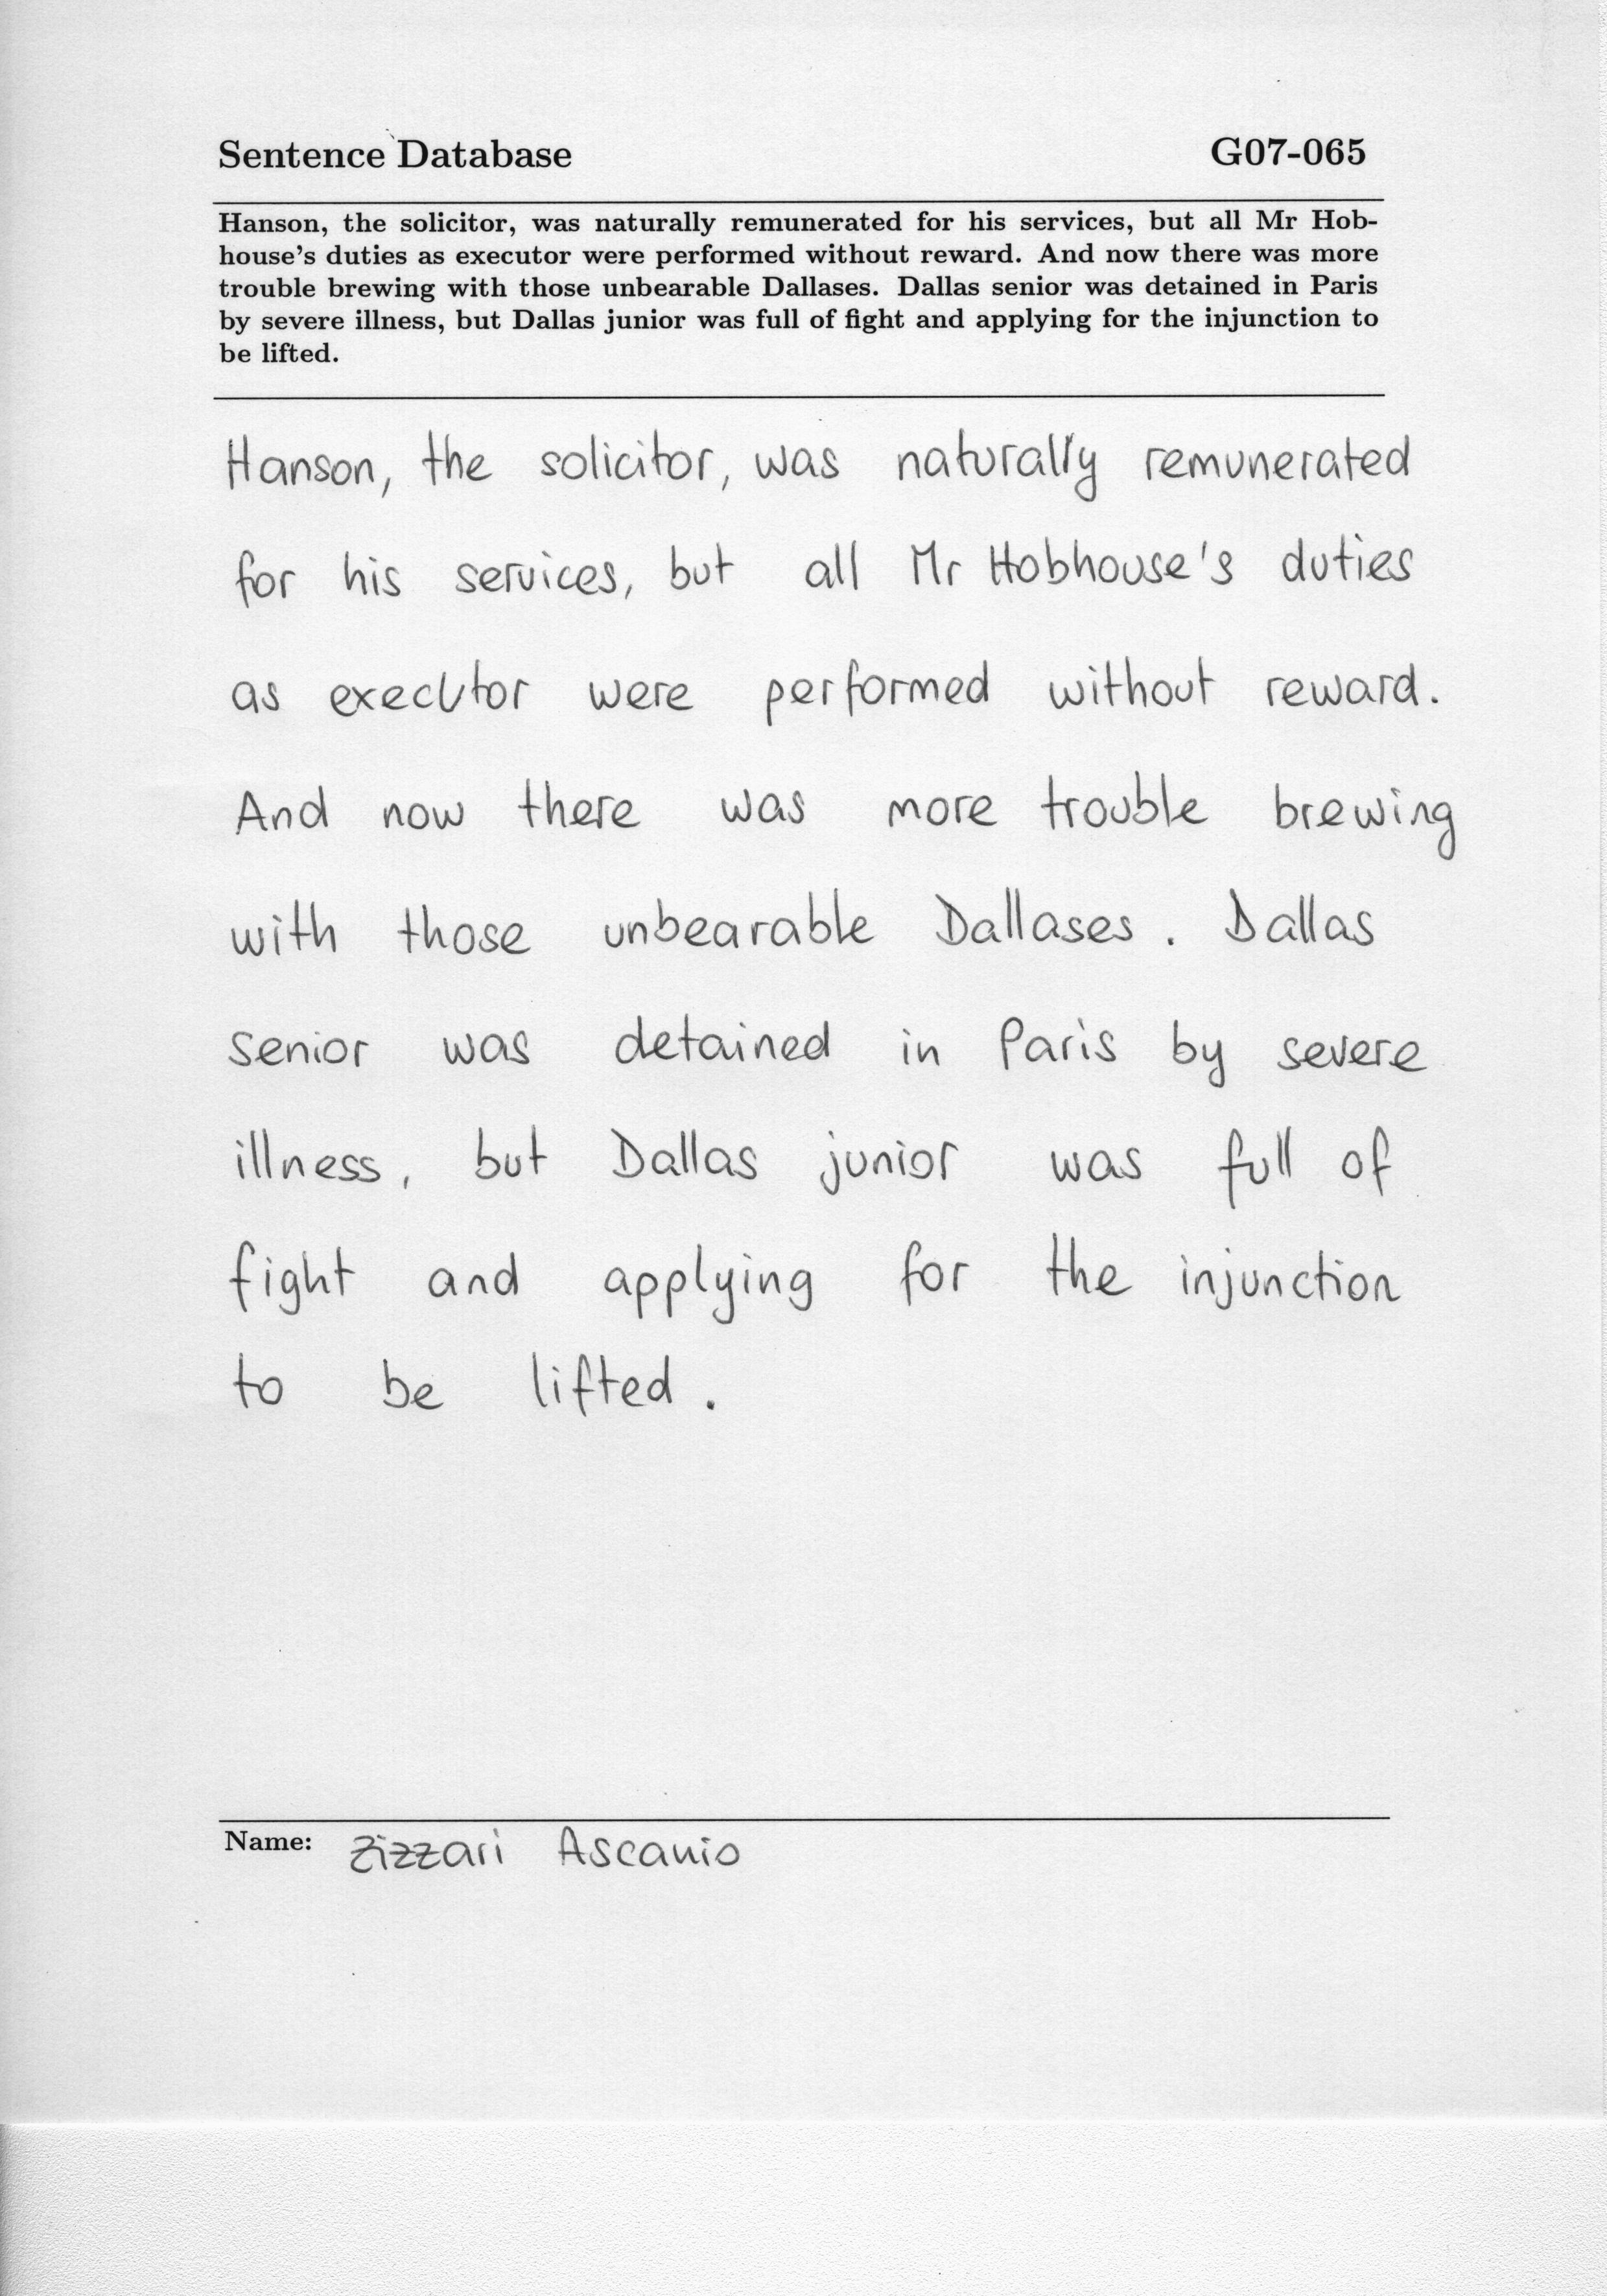 Sentence Database G07-065
Hanson, the solicitor, was naturally remunerated for his services, but all Mr Hob-
house's duties as executor were performed without reward. And now there was more
trouble brewing with those unbearable Dallases. Dallas senior was detained in Paris
by severe illness, but Dallas junior was full of fight and applying for the injunction to
be lifted.
Hanson, the solicitor, was naturally remunerated
for his services, but all Mr Hobhouse's duties
as executor were performed without reward.
And now there was more trouble brewing
with those unbearable Dallases. Dallas
senior was detained in Paris by severe
illness, but Dallas junior was full of
fight and applying for the injunction
to be lifted.
Name: Zizzari Ascanio